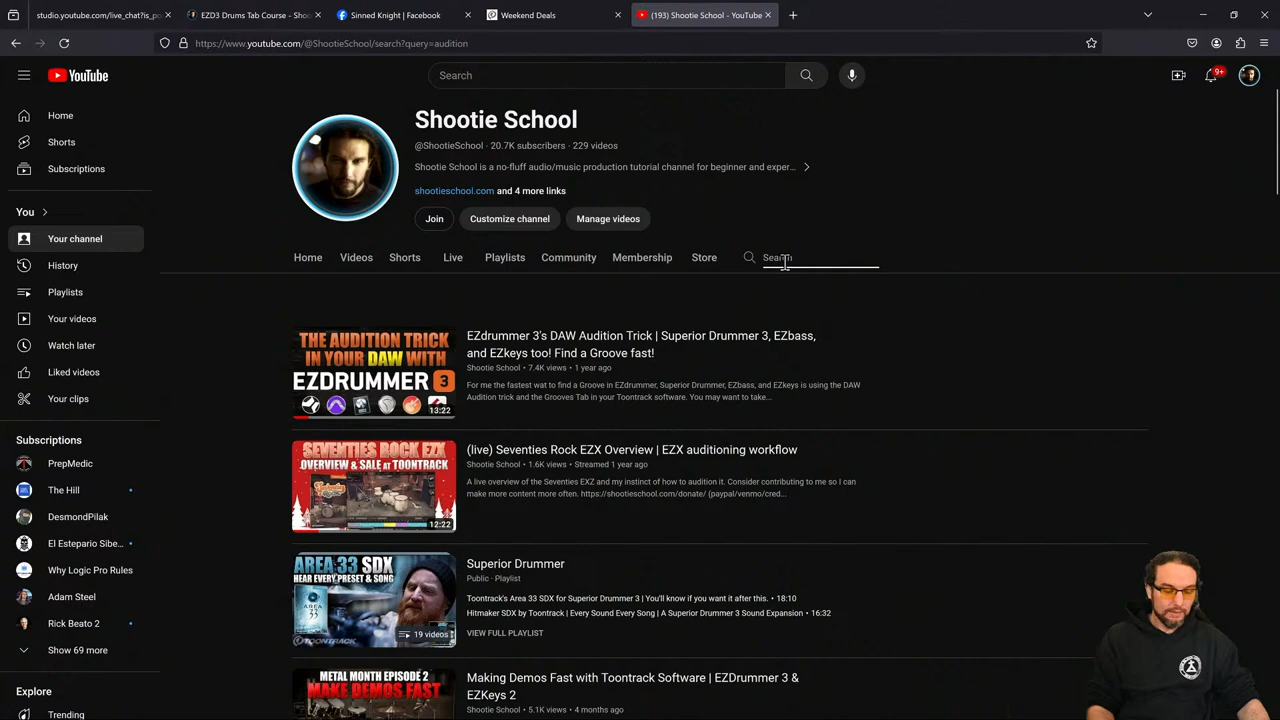 studio.youtube.com/live_chat?is_po
EZD3 Drums Tab Course - Shoo
Sinned Knight | Facebook
Weekend Deals
(193) Shootie School - YouTube
https://www.youtube.com/@ShootieSchool/search?query=audition
YouTube
Search
9+
Home
Shorts
Subscriptions
You
Your channel
History
Playlists
Your videos
Watch later
Liked videos
Your clips
Subscriptions
PrepMedic
The Hill
DesmondPilak
El Estepario Sibe...
Why Logic Pro Rules
Adam Steel
Rick Beato 2
Show 69 more
Explore
Trending
Shootie School
@ShootieSchool · 20.7K subscribers · 229 videos
Shootie School is a no-fluff audio/music production tutorial channel for beginner and exper...
shootieschool.com and 4 more links
Join
Customize channel
Manage videos
Home
Videos
Shorts
Live
Playlists
Community
Membership
Store
Search
THE AUDITION TRICK
IN YOUR DAW WITH
EZDRUMMER 3
13:22
EZdrummer 3's DAW Audition Trick | Superior Drummer 3, EZbass,
and EZkeys too! Find a Groove fast!
Shootie School · 7.4K views · 1 year ago
For me the fastest wat to find a Groove in EZdrummer, Superior Drummer, EZbass, and EZkeys is using the DAW
Audition trick and the Grooves Tab in your Toontrack software. You may want to take...
SEVENTIES ROCK EZX
OVERVIEW & SALE AT TOONTRACK
12:22
(live) Seventies Rock EZX Overview | EZX auditioning workflow
Shootie School · 1.6K views · Streamed 1 year ago
A live overview of the Seventies EXZ and my instinct of how to audition it. Consider contributing to me so I can
make more content more often. https://shootieschool.com/donate/ (paypal/venmo/cred...
AREA 33 SDX
HEAR EVERY PRESET & SONG
TOONTRACK
19 videos
Superior Drummer
Public · Playlist
Toontrack's Area 33 SDX for Superior Drummer 3 | You'll feel if you want it after this. · 18:10
Hitmaker SDX by Toontrack | Every Sound Every Song | A Superior Drummer 3 Sound Expansion · 16:32
VIEW FULL PLAYLIST
METAL MONTH EPISODE 2
MAKE DEMOS FAST
Making Demos Fast with Toontrack Software | EZDrummer 3 &
EZKeys 2
Shootie School · 5.1K views · 4 months ago